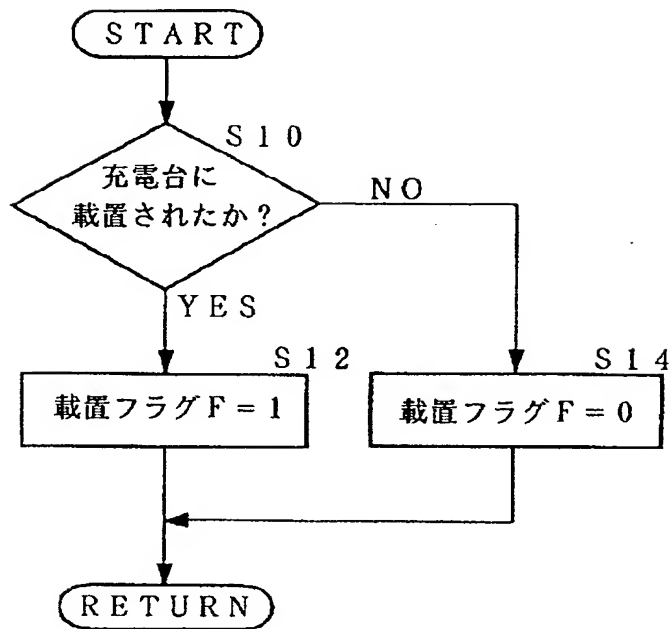 START
S10
充電台に
載置されたか?
NO
YES
S12
載置フラグF=1
S14
載置フラグF=0
RETURN